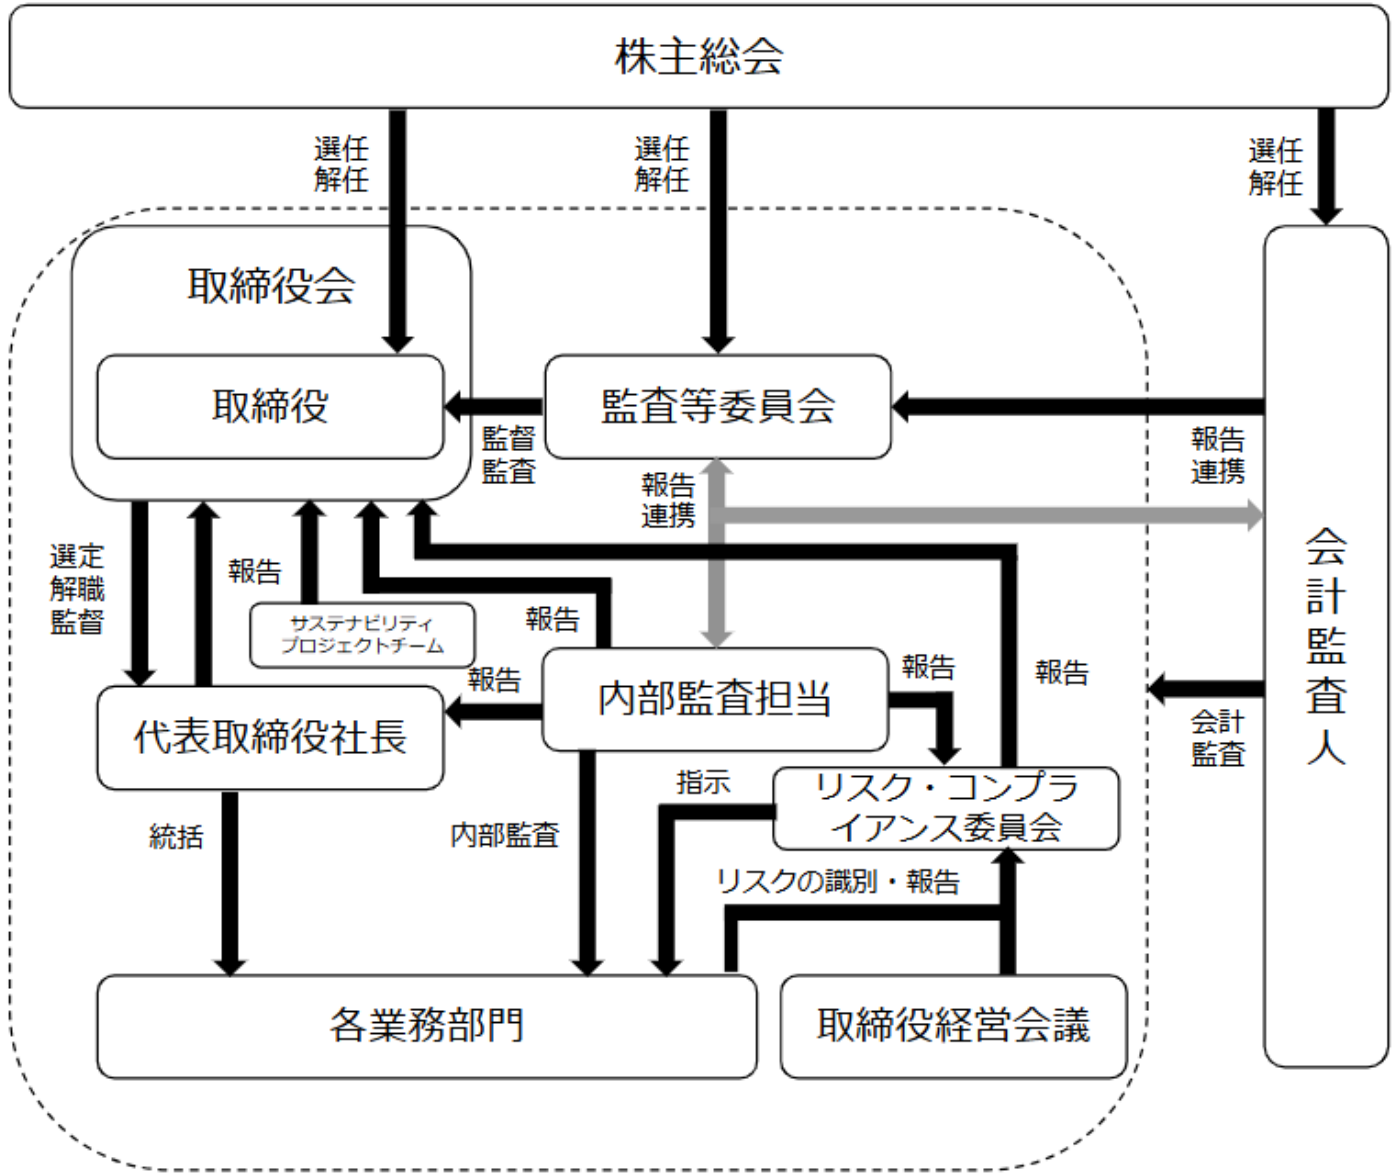 株主総会
選任
解任
選任
解任
選任
解任
取締役会
取締役
監査等委員会
監督
監査
報告
連携
報告
連携
選定
解職
監督
報告
サステナビリティ
プロジェクトチーム
報告
報告
内部監査担当
報告
報告
会計監査人
会計
監査
代表取締役社長
指示
リスク・コンプラ
イアンス委員会
統括
内部監査
リスクの識別・報告
各業務部門
取締役経営会議